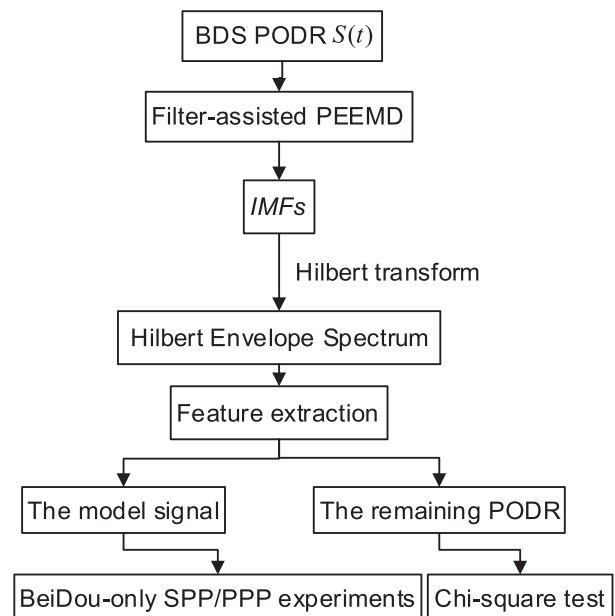 BDS PODR S(t)
Filter-assisted PEEMD
IMFs
Hilbert transform
Hilbert Envelope Spectrum
Feature extraction
The model signal
The remaining PODR
BeiDou-only SPP/PPP experiments
Chi-square test